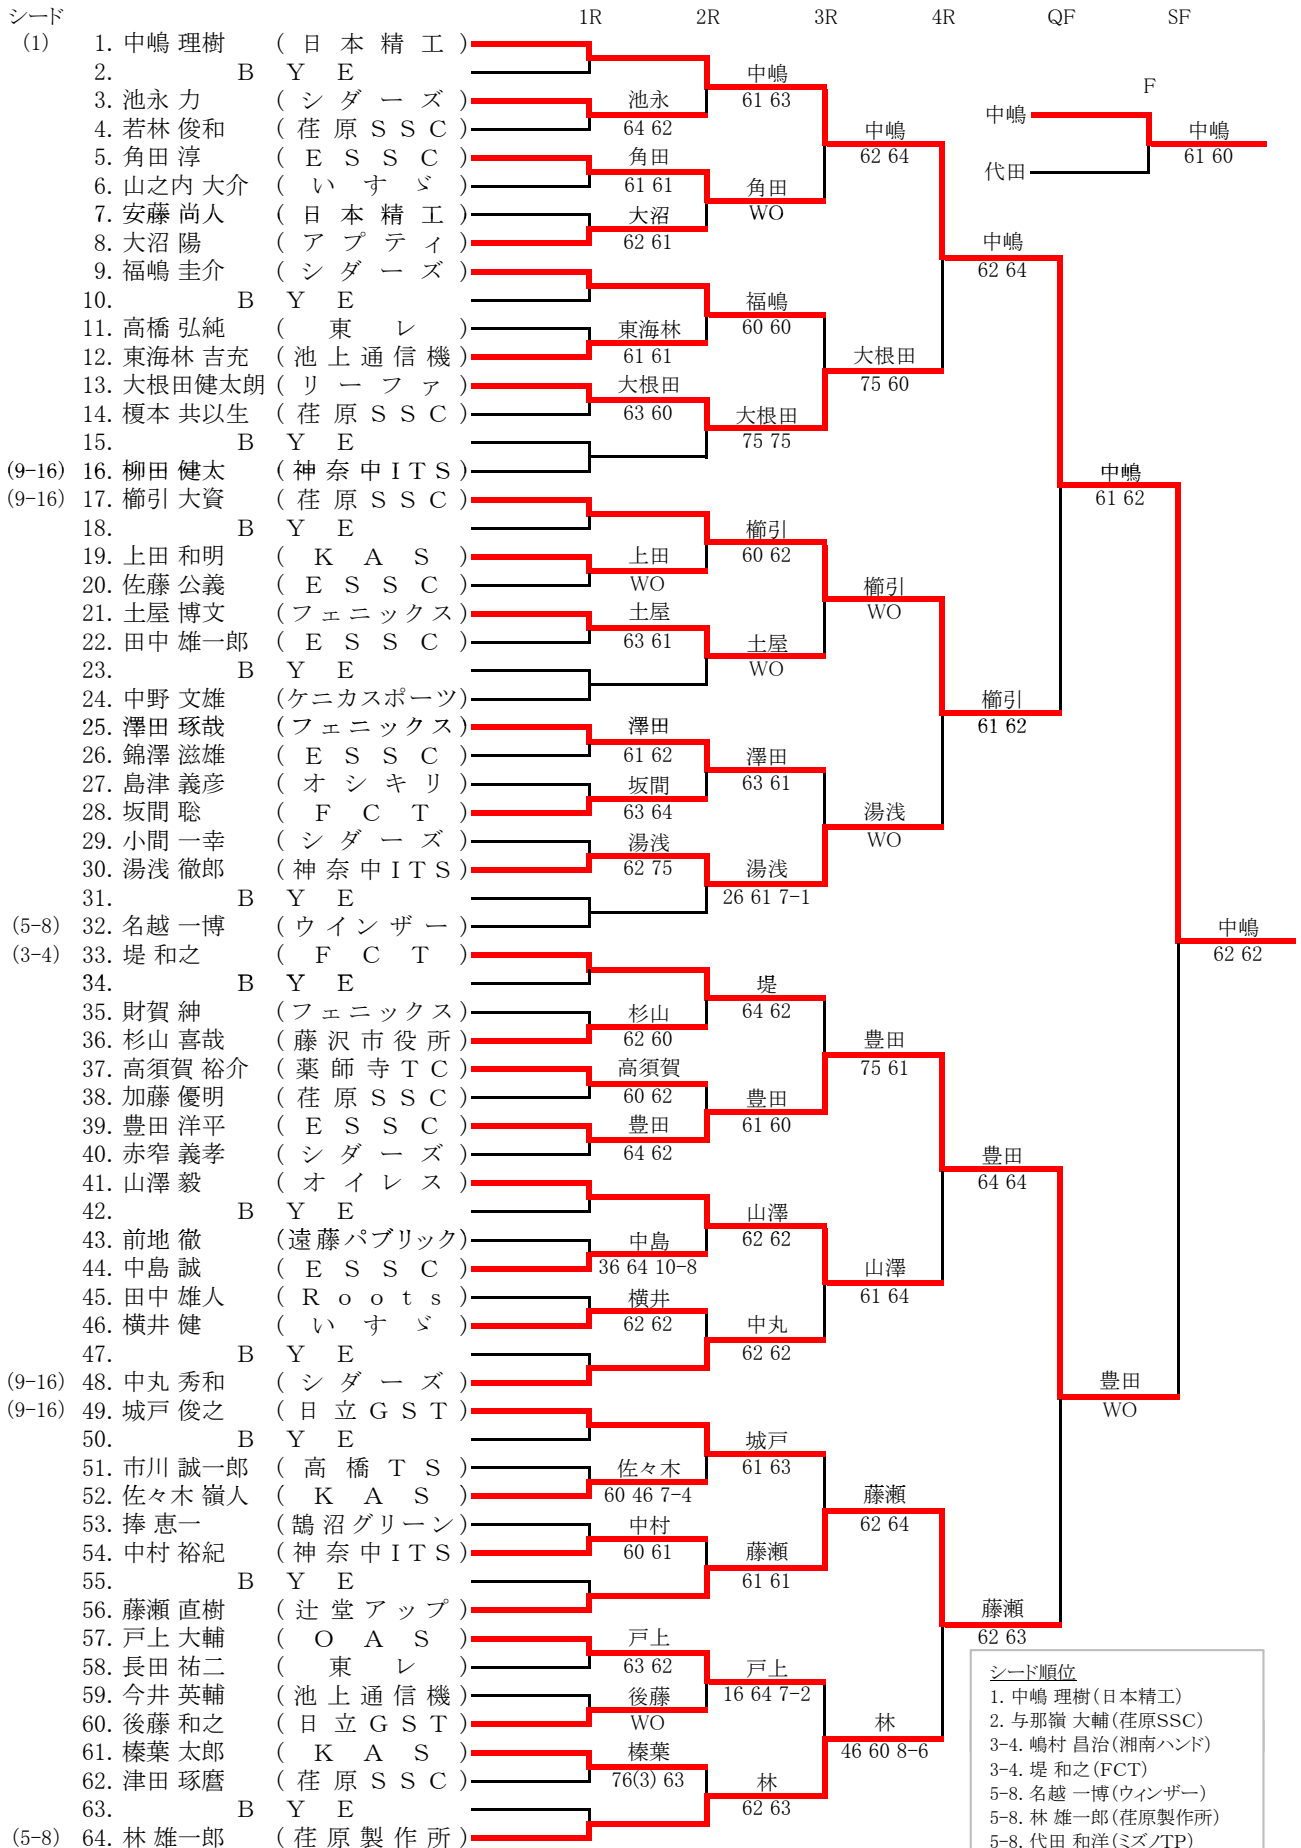 シード 1R 2R 3R 4R QF SF
(1) 1. 中嶋 理樹 (日本精工)
2. BYE 中嶋
F
3. 池永 力 (シダーズ) 池永 61 63
中嶋 中嶋
4. 若林 俊和 (荏原SSC) 64 62 中嶋
5. 角田 淳 (ESSC) 角田 62 64 61 60
代田
6. 山之内 大介 (いすゞ) 61 61 角田
7. 安藤 尚人 (日本精工) 大沼 WO
8. 大沼 陽 (アプティ) 62 61 中嶋
9. 福嶋 圭介 (シダーズ) 62 64
10. BYE 福嶋
11. 高橋 弘純 (東レ) 東海林 60 60
12. 東海林 吉充 (池上通信機) 61 61 大根田
13. 大根田健太朗 (リーファ) 大根田 75 60
14. 榎本 共以生 (荏原SSC) 63 60 大根田
15. BYE 75 75
(9-16) 16. 柳田 健太 (神奈中ITS) 中嶋
(9-16) 17. 櫛引 大資 (荏原SSC) 61 62
18. BYE 櫛引
19. 上田 和明 (KAS) 上田 60 62
20. 佐藤 公義 (ESSC) WO 櫛引
21. 土屋 博文 (フェニックス) 土屋 WO
22. 田中 雄一郎 (ESSC) 63 61 土屋
23. BYE WO
24. 中野 文雄 (ケニカスポーツ) 櫛引
25. 澤田 琢哉 (フェニックス) 澤田 61 62
26. 錦澤 滋雄 (ESSC) 61 62 澤田
27. 島津 義彦 (オシキリ) 坂間 63 61
28. 坂間 聡 (FCT) 63 64 湯浅
29. 小間 一幸 (シダーズ) 湯浅 WO
30. 湯浅 徹郎 (神奈中ITS) 62 75 湯浅
31. BYE 26 61 7-1
(5-8) 32. 名越 一博 (ウインザー) 中嶋
(3-4) 33. 堤 和之 (FCT) 62 62
34. BYE 堤
35. 財賀 紳 (フェニックス) 杉山 64 62
36. 杉山 喜哉 (藤沢市役所) 62 60 豊田
37. 高須賀 裕介 (薬師寺TC) 高須賀 75 61
38. 加藤 優明 (荏原SSC) 60 62 豊田
39. 豊田 洋平 (ESSC) 豊田 61 60
40. 赤窄 義孝 (シダーズ) 64 62 豊田
41. 山澤 毅 (オイレス) 64 64
42. BYE 山澤
43. 前地 徹 (遠藤パブリック) 中島 62 62
44. 中島 誠 (ESSC) 36 64 10-8 山澤
45. 田中 雄人 (Roots) 横井 61 64
46. 横井 健 (いすゞ) 62 62 中丸
47. BYE 62 62
(9-16) 48. 中丸 秀和 (シダーズ) 豊田
(9-16) 49. 城戸 俊之 (日立GST) WO
50. BYE 城戸
51. 市川 誠一郎 (高橋TS) 佐々木 61 63
52. 佐々木 嶺人 (KAS) 60 46 7-4 藤瀬
53. 捧 恵一 (鵠沼グリーン) 中村 62 64
54. 中村 裕紀 (神奈中ITS) 60 61 藤瀬
55. BYE 61 61
56. 藤瀬 直樹 (辻堂アップ) 藤瀬
57. 戸上 大輔 (OAS) 戸上 62 63
58. 長田 祐二 (東レ) 63 62 戸上
59. 今井 英輔 (池上通信機) 後藤 16 64 7-2
60. 後藤 和之 (日立GST) WO 林
61. 榛葉 太郎 (KAS) 榛葉 46 60 8-6
62. 津田 琢麿 (荏原SSC) 76(3) 63 林
63. BYE 62 63
(5-8) 64. 林 雄一郎 (荏原製作所)
シード順位
1. 中嶋 理樹(日本精工)
2. 与那嶺 大輔(荏原SSC)
3-4. 嶋村 昌治(湘南ハンド)
3-4. 堤 和之(FCT)
5-8. 名越 一博(ウィンザー)
5-8. 林 雄一郎(荏原製作所)
5-8. 代田 和洋(ミズノTP)